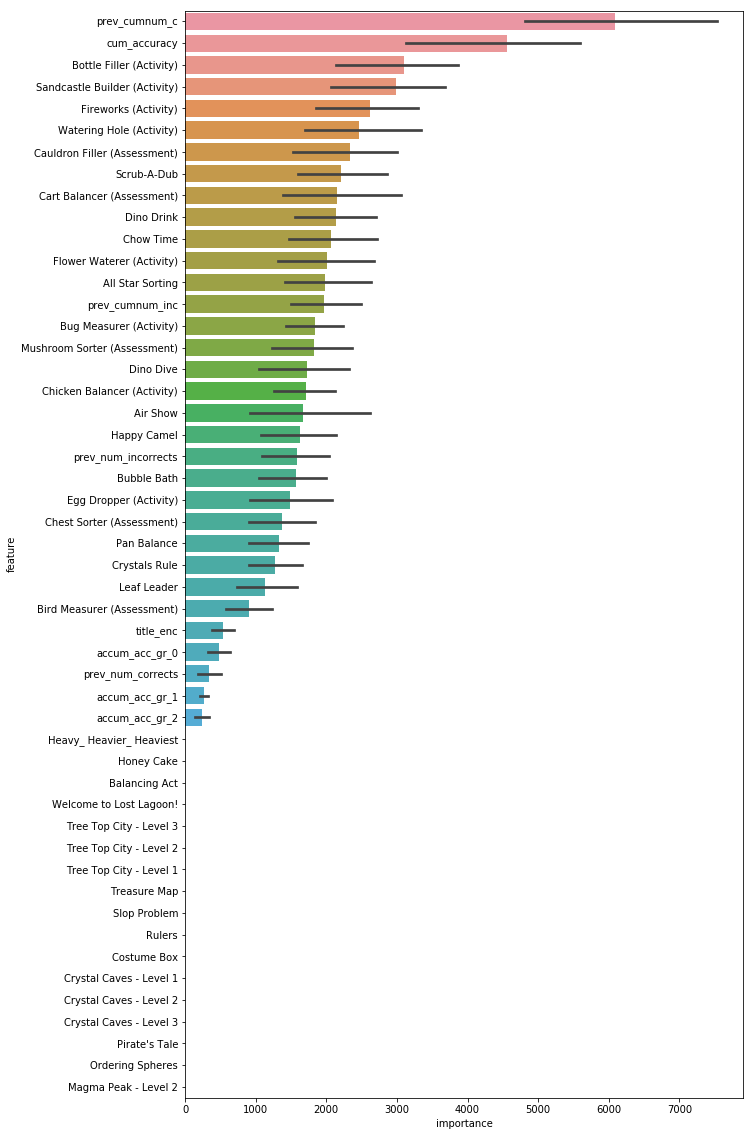 prev_cumnum_c
cum_accuracy
Bottle Filler (Activity)
Sandcastle Builder (Activity)
Fireworks (Activity)
Watering Hole (Activity)
Cauldron Filler (Assessment)
Scrub-A-Dub
Cart Balancer (Assessment)
Dino Drink
Chow Time
Flower Waterer (Activity)
All Star Sorting
prev_cumnum_inc
Bug Measurer (Activity)
Mushroom Sorter (Assessment)
Dino Dive
Chicken Balancer (Activity)
Air Show
Happy Camel
prev_num_incorrects
Bubble Bath
Egg Dropper (Activity)
Chest Sorter (Assessment)
Pan Balance
Crystals Rule
Leaf Leader
Bird Measurer (Assessment)
title_enc
accum_acc_gr_0
prev_num_corrects
accum_acc_gr_1
accum_acc_gr_2
Heavy_ Heavier_ Heaviest
Honey Cake
Balancing Act
Welcome to Lost Lagoon!
Tree Top City - Level 3
Tree Top City - Level 2
Tree Top City - Level 1
Treasure Map
Slop Problem
Rulers
Costume Box
Crystal Caves - Level 1
Crystal Caves - Level 2
Crystal Caves - Level 3
Pirate's Tale
Ordering Spheres
Magma Peak - Level 2
feature
0 1000 2000 3000 4000 5000 6000 7000
importance